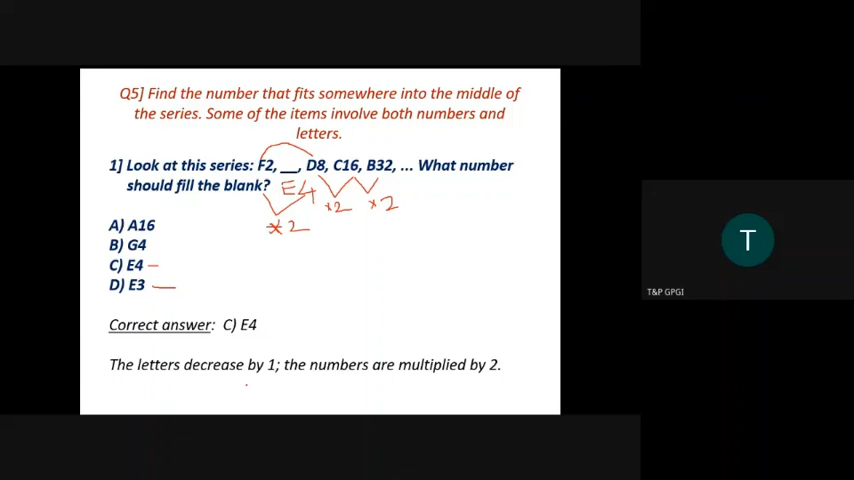 Q5] Find the number that fits somewhere into the middle of
the series. Some of the items involve both numbers and
letters.
1] Look at this series: F2, __, D8, C16, B32, ... What number
should fill the blank?
E4
*2 *2
*2
A) A16
B) G4
C) E4
D) E3
Correct answer: C) E4
The letters decrease by 1; the numbers are multiplied by 2.
T
T&P GPGI